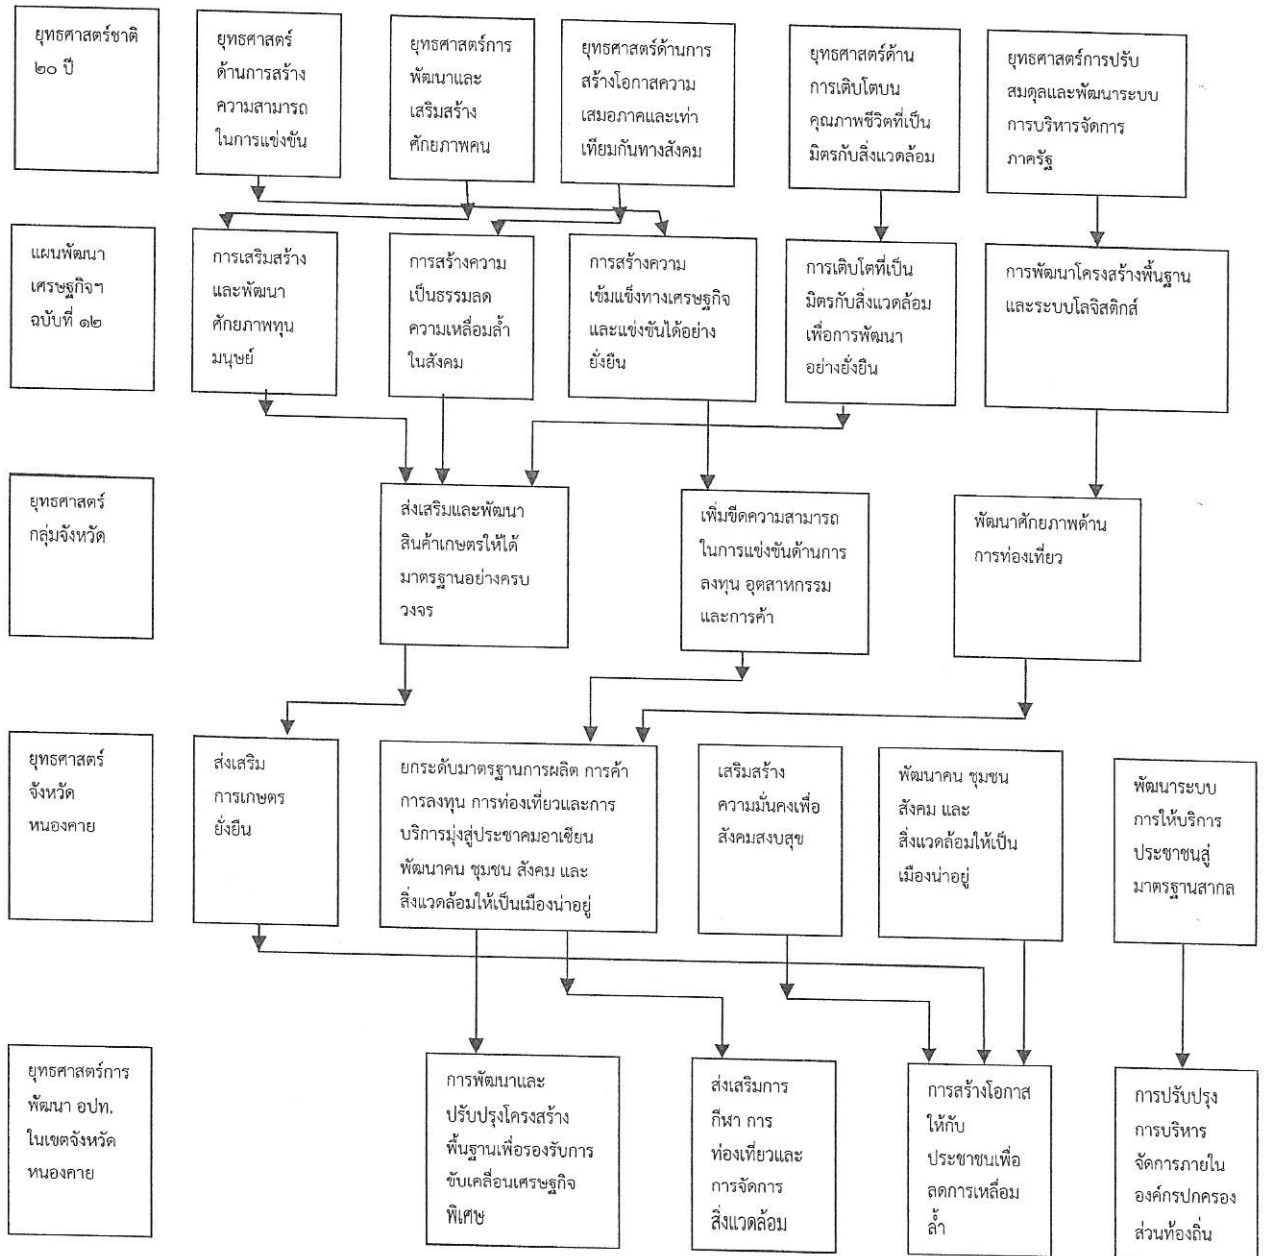 ยุทธศาสตร์ชาติ
๒๐ ปี
ยุทธศาสตร์
ด้านการสร้าง
ความสามารถ
ในการแข่งขัน
ยุทธศาสตร์การ
พัฒนาและ
เสริมสร้าง
ศักยภาพคน
ยุทธศาสตร์ด้านการ
สร้างโอกาสความ
เสมอภาคและเท่า
เทียมกันทางสังคม
ยุทธศาสตร์ด้าน
การเติบโตบน
คุณภาพชีวิตที่เป็น
มิตรกับสิ่งแวดล้อม
ยุทธศาสตร์การปรับ
สมดุลและพัฒนาระบบ
การบริหารจัดการ
ภาครัฐ
แผนพัฒนา
เศรษฐกิจฯ
ฉบับที่ ๑๒
การเสริมสร้าง
และพัฒนา
ศักยภาพทุน
มนุษย์
การสร้างความ
เป็นธรรมลด
ความเหลื่อมล้ำ
ในสังคม
การสร้างความ
เข้มแข็งทางเศรษฐกิจ
และแข่งขันได้อย่าง
ยั่งยืน
การเติบโตที่เป็น
มิตรกับสิ่งแวดล้อม
เพื่อการพัฒนา
อย่างยั่งยืน
การพัฒนาโครงสร้างพื้นฐาน
และระบบโลจิสติกส์
ยุทธศาสตร์
กลุ่มจังหวัด
ส่งเสริมและพัฒนา
สินค้าเกษตรให้ได้
มาตรฐานอย่างครบ
วงจร
เพิ่มขีดความสามารถ
ในการแข่งขันด้านการ
ลงทุน อุตสาหกรรม
และการค้า
พัฒนาศักยภาพด้าน
การท่องเที่ยว
ยุทธศาสตร์
จังหวัด
หนองคาย
ส่งเสริม
การเกษตร
ยั่งยืน
ยกระดับมาตรฐานการผลิต การค้า
การลงทุน การท่องเที่ยวและการ
บริการมุ่งสู่ประชาคมอาเซียน
พัฒนาคน ชุมชน สังคม และ
สิ่งแวดล้อมให้เป็นเมืองน่าอยู่
เสริมสร้าง
ความมั่นคงเพื่อ
สังคมสงบสุข
พัฒนาคน ชุมชน
สังคม และ
สิ่งแวดล้อมให้เป็น
เมืองน่าอยู่
พัฒนาระบบ
การให้บริการ
ประชาชนสู่
มาตรฐานสากล
ยุทธศาสตร์การ
พัฒนา อปท.
ในเขตจังหวัด
หนองคาย
การพัฒนาและ
ปรับปรุงโครงสร้าง
พื้นฐานเพื่อรองรับการ
ขับเคลื่อนเศรษฐกิจ
พิเศษ
ส่งเสริมการ
กีฬา การ
ท่องเที่ยวและ
การจัดการ
สิ่งแวดล้อม
การสร้างโอกาส
ให้กับ
ประชาชนเพื่อ
ลดการเหลื่อม
ล้ำ
การปรับปรุง
การบริหาร
จัดการภายใน
องค์กรปกครอง
ส่วนท้องถิ่น